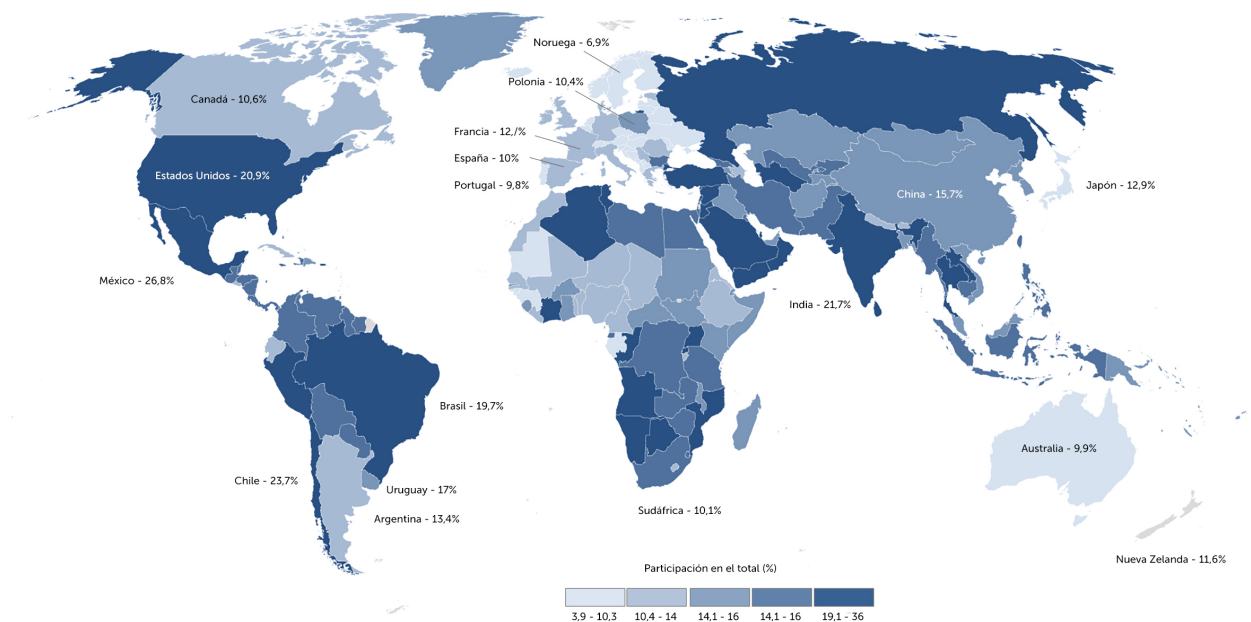 Noruega - 6,9%
Polonia - 10,4%
Canadá - 10,6%
Francia - 12,/%
España - 10%
Estados Unidos - 20,9%
Portugal - 9,8%
Japón - 12,9%
China - 15,7%
México - 26,8%
India - 21,7%
Brasil - 19,7%
Australia - 9,9%
Chile - 23,7%
Uruguay - 17%
Argentina - 13,4%
Sudáfrica - 10,1%
Nueva Zelanda - 11,6%
Participación en el total (%)
3,9 - 10,3 10,4 - 14 14,1 - 16 14,1 - 16 19,1 - 36